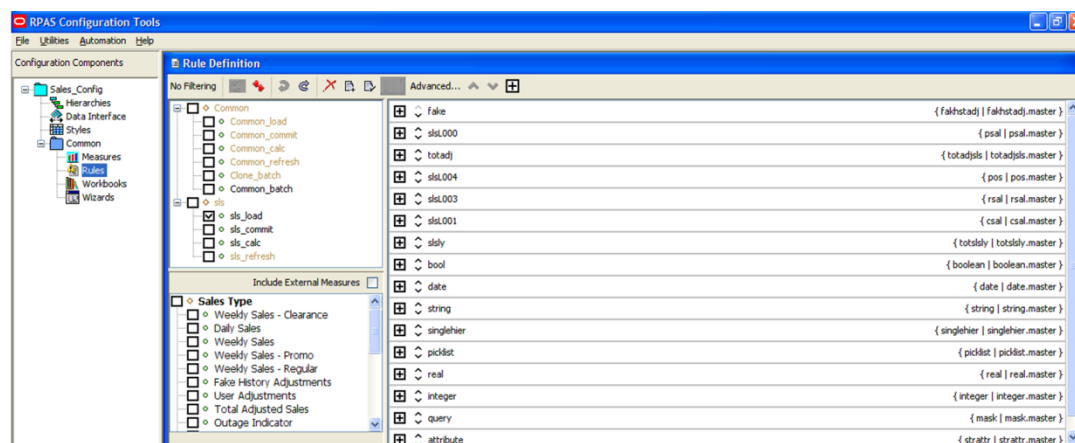 RPAS Configuration Tools
File Utilities Automation Help
Configuration Components
Sales_Config
Hierarchies
Data Interface
Styles
Common
Measures
Rules
Workbooks
Wizards
Rule Definition
No Filtering
Advanced...
Common
Common_load
Common_commit
Common_calc
Common_refresh
Clone_batch
Common_batch
sls
sls_load
sls_commit
sls_calc
sls_refresh
Include External Measures
Sales Type
Weekly Sales - Clearance
Daily Sales
Weekly Sales
Weekly Sales - Promo
Weekly Sales - Regular
Fake History Adjustments
User Adjustments
Total Adjusted Sales
Outage Indicator
fake { fakhstadj | fakhstadj.master }
slsL000 { psal | psal.master }
totadj { totadjsls | totadjsls.master }
slsL004 { pos | pos.master }
slsL003 { rsal | rsal.master }
slsL001 { csal | csal.master }
slsly { totslsly | totslsly.master }
bool { boolean | boolean.master }
date { date | date.master }
string { string | string.master }
singlehier { singlehier | singlehier.master }
picklist { picklist | picklist.master }
real { real | real.master }
integer { integer | integer.master }
query { mask | mask.master }
attribute { strattr | strattr.master }